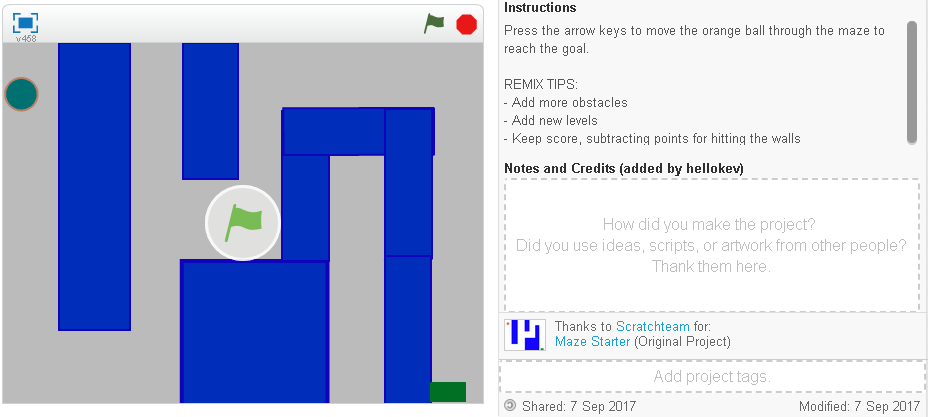 v458
Instructions
Press the arrow keys to move the orange ball through the maze to
reach the goal.
REMIX TIPS:
- Add more obstacles
- Add new levels
- Keep score, subtracting points for hitting the walls
Notes and Credits (added by hellokev)
How did you make the project?
Did you use ideas, scripts, or artwork from other people?
Thank them here.
Thanks to Scratchteam for:
Maze Starter (Original Project)
Add project tags.
Shared: 7 Sep 2017 Modified: 7 Sep 2017